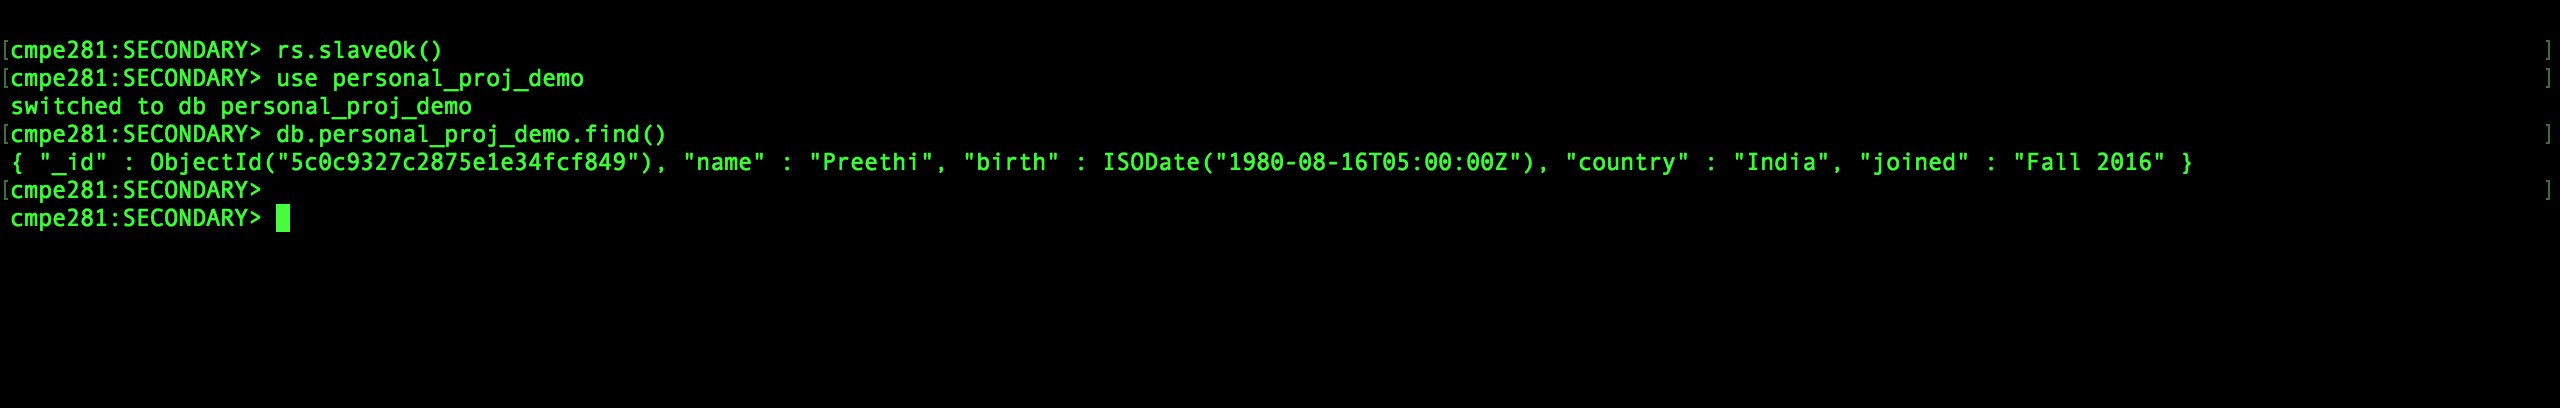 [cmpe281:SECONDARY> rs.slaveOk() ]
[cmpe281:SECONDARY> use personal_proj_demo ]
switched to db personal_proj_demo
[cmpe281:SECONDARY> db.personal_proj_demo.find() ]
{ "_id" : ObjectId("5c0c9327c2875e1e34fcf849"), "name" : "Preethi", "birth" : ISODate("1980-08-16T05:00:00Z"), "country" : "India", "joined" : "Fall 2016" }
[cmpe281:SECONDARY> ]
cmpe281:SECONDARY>